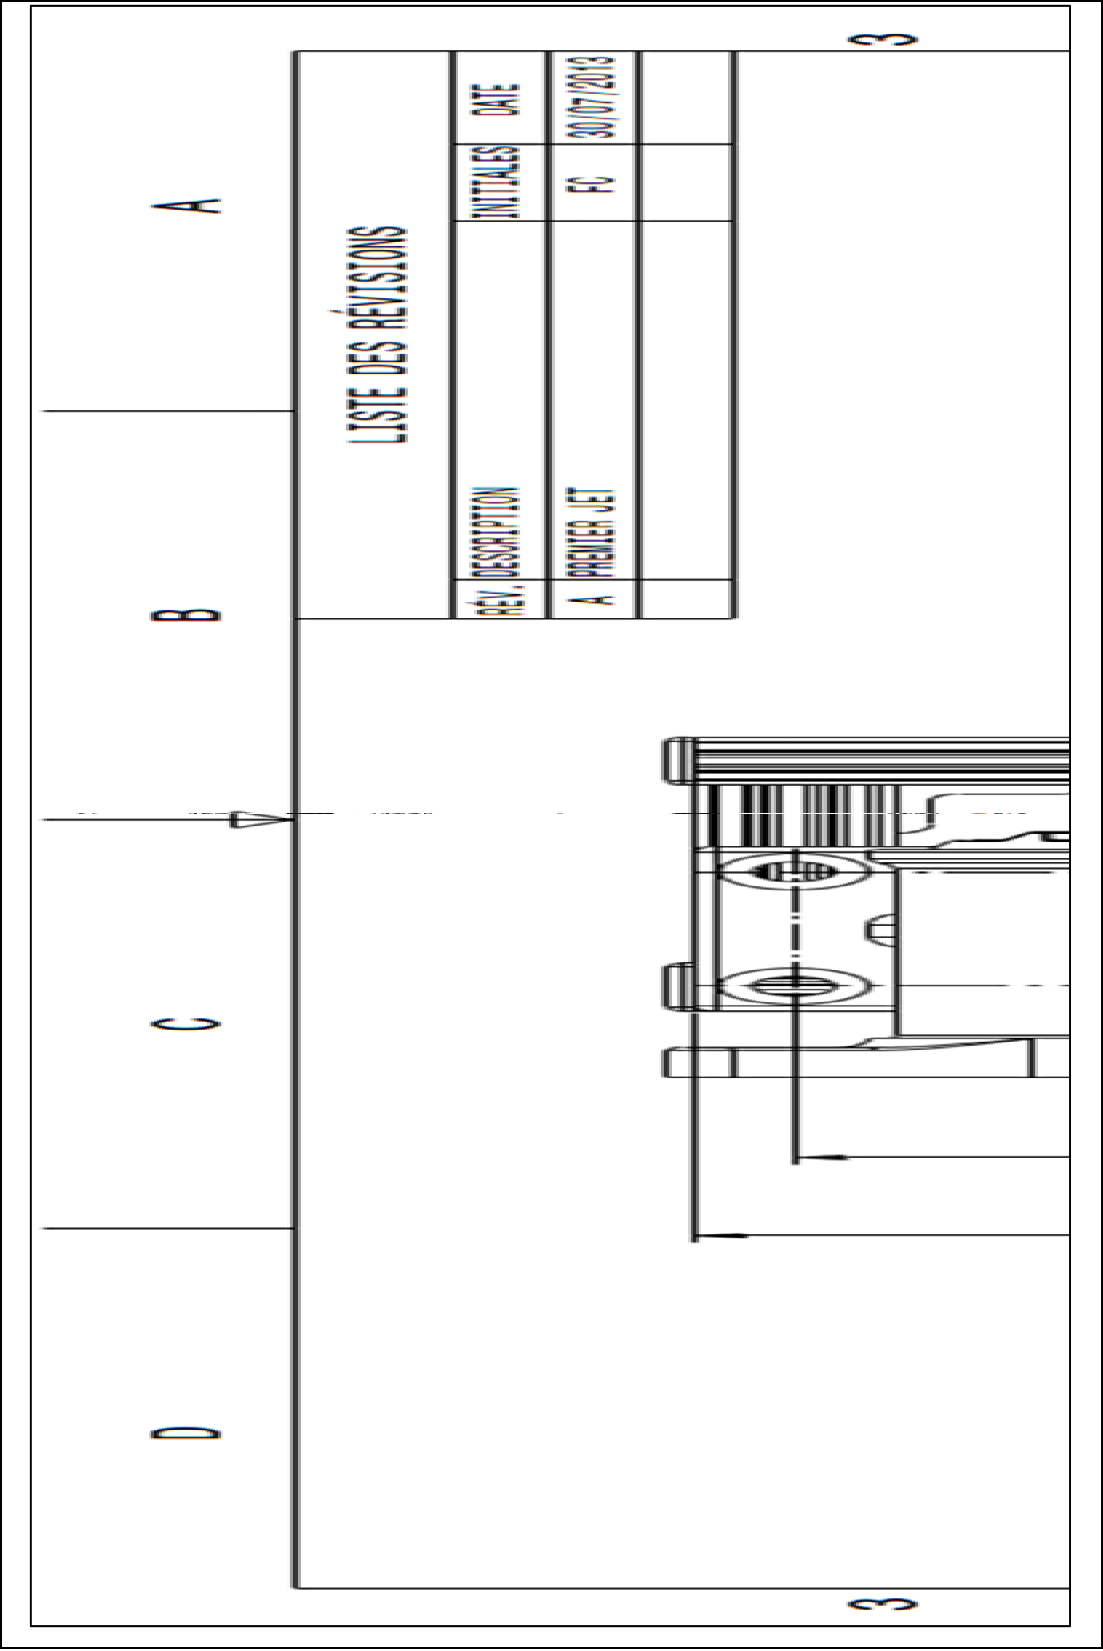 3
A
B
C
D
LISTE DES RÉVISIONS
RÉV. DESCRIPTION INITIALES DATE
A PREMIER JET FC 30/07/2013
3